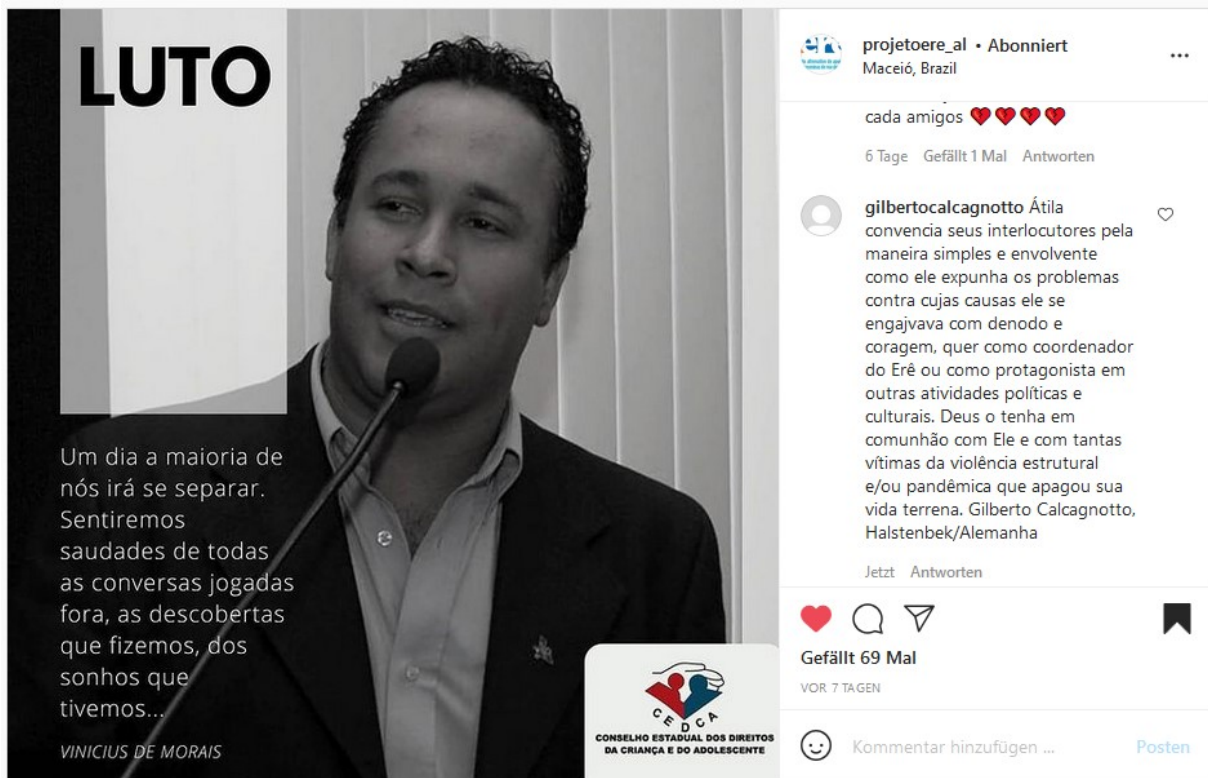 LUTO
Um dia a maioria de
nós irá se separar.
Sentiremos
saudades de todas
as conversas jogadas
fora, as descobertas
que fizemos, dos
sonhos que
tivemos...
VINICIUS DE MORAIS
CEDCA
CONSELHO ESTADUAL DOS DIREITOS
DA CRIANÇA E DO ADOLESCENTE
projetoere_al • Abonniert
Maceió, Brazil
cada amigos 💔💔💔💔
6 Tage Gefällt 1 Mal Antworten
gilbertocalcagnotto Átila
convencia seus interlocutores pela
maneira simples e envolvente
como ele expunha os problemas
contra cujas causas ele se
engajvava com denodo e
coragem, quer como coordenador
do Erê ou como protagonista em
outras atividades políticas e
culturais. Deus o tenha em
comunhão com Ele e com tantas
vítimas da violência estrutural
e/ou pandêmica que apagou sua
vida terrena. Gilberto Calcagnotto,
Halstenbek/Alemanha
Jetzt Antworten
Gefällt 69 Mal
VOR 7 TAGEN
Kommentar hinzufügen ... Posten